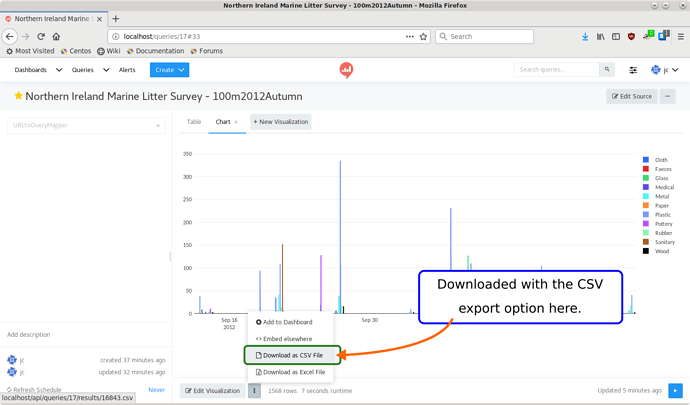 Northern Ireland Marine Litter Survey - 100m2012Autumn - Mozilla Firefox
Northern Ireland Marine L ×
+
localhost/queries/17#33
Search
Most Visited Centos Wiki Documentation Forums
Dashboards Queries Alerts Create Search queries... jc
Northern Ireland Marine Litter Survey - 100m2012Autumn
Edit Source
URLtoQueryMapper
Table Chart × + New Visualization
350
300
250
200
150
100
50
0
Sep 16
2012
Sep 30
Cloth
Faeces
Glass
Medical
Metal
Paper
Plastic
Pottery
Rubber
Sanitary
Wood
Downloaded with the CSV
export option here.
Add to Dashboard
Embed elsewhere
Download as CSV File
Download as Excel File
Add description
jc created 37 minutes ago
jc updated 32 minutes ago
Refresh Schedule Never
localhost/api/queries/17/results/16843.csv
Edit Visualization 1568 rows 7 seconds runtime Updated 5 minutes ago